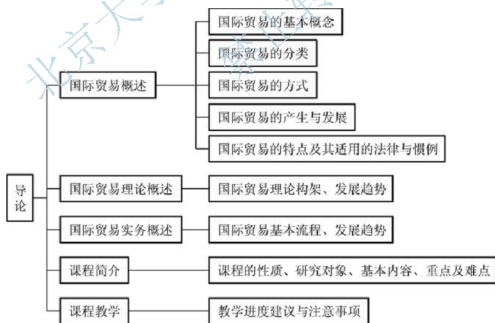 北京大学
国际贸易的基本概念
国际贸易的分类
国际贸易概述
国际贸易的方式
国际贸易的产生与发展
国际贸易的特点及其适用的法律与惯例
导论
国际贸易理论概述
国际贸易理论构架、发展趋势
国际贸易实务概述
国际贸易基本流程、发展趋势
课程简介
课程的性质、研究对象、基本内容、重点及难点
课程教学
教学进度建议与注意事项